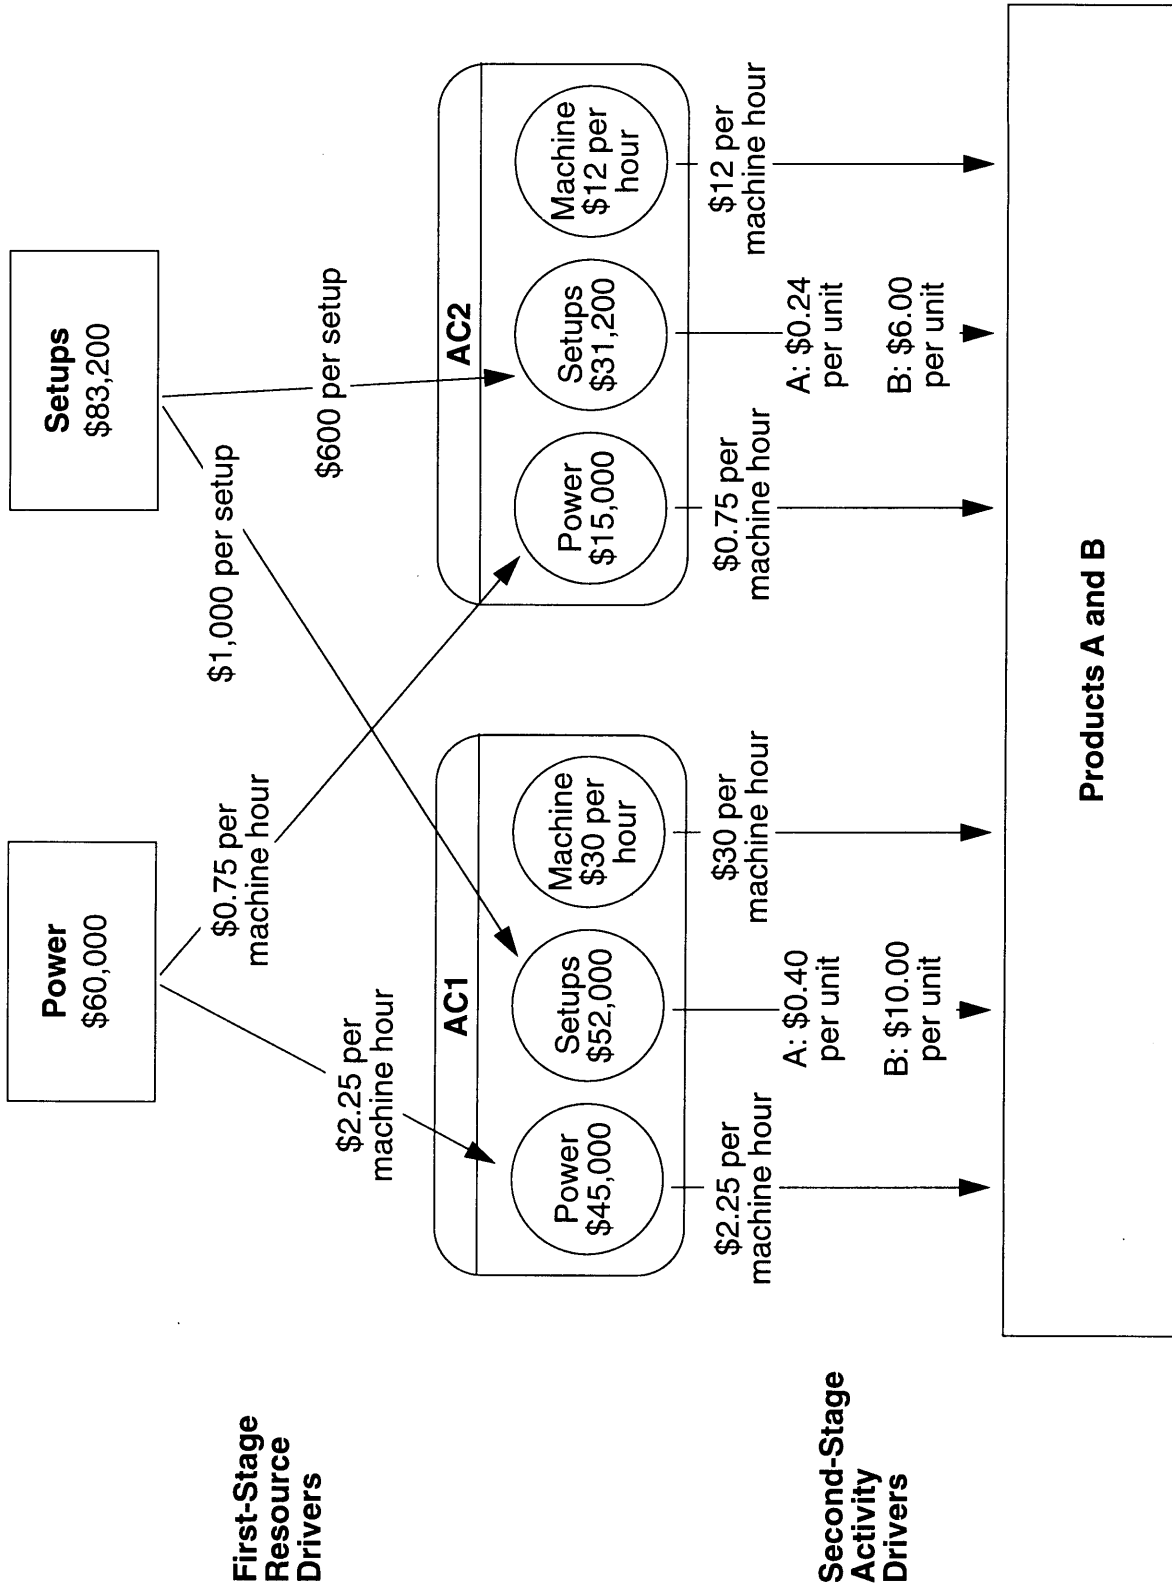 Power
$60,000
Setups
$83,200
First-Stage
Resource
Drivers
$2.25 per
machine hour
$0.75 per
machine hour
$1,000 per setup
$600 per setup
AC1
Power
$45,000
Setups
$52,000
Machine
$30 per
hour
AC2
Power
$15,000
Setups
$31,200
Machine
$12 per
hour
Second-Stage
Activity
Drivers
$2.25 per
machine hour
A: $0.40
per unit
B: $10.00
per unit
$30 per
machine hour
$0.75 per
machine hour
A: $0.24
per unit
B: $6.00
per unit
$12 per
machine hour
Products A and B